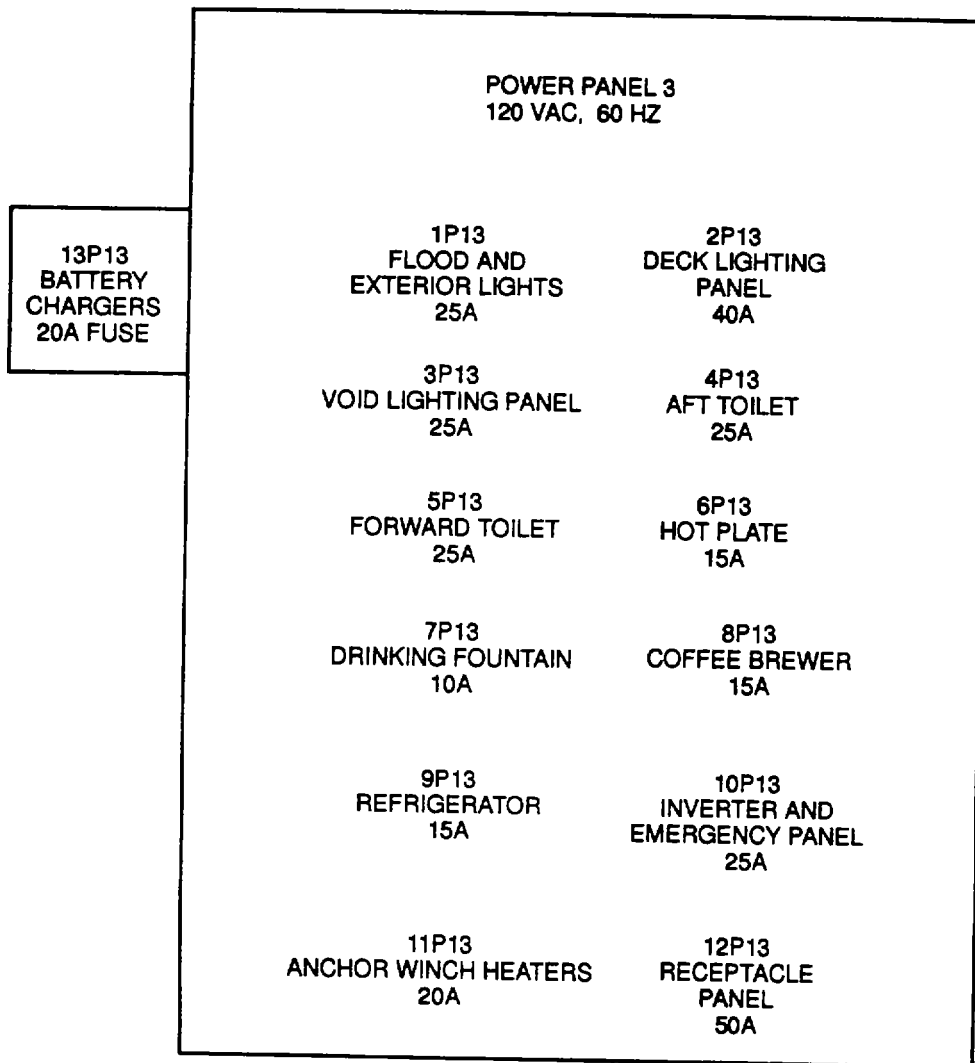 POWER PANEL 3
120 VAC, 60 HZ
13P13
BATTERY
CHARGERS
20A FUSE
1P13
FLOOD AND
EXTERIOR LIGHTS
25A
2P13
DECK LIGHTING
PANEL
40A
3P13
VOID LIGHTING PANEL
25A
4P13
AFT TOILET
25A
5P13
FORWARD TOILET
25A
6P13
HOT PLATE
15A
7P13
DRINKING FOUNTAIN
10A
8P13
COFFEE BREWER
15A
9P13
REFRIGERATOR
15A
10P13
INVERTER AND
EMERGENCY PANEL
25A
11P13
ANCHOR WINCH HEATERS
20A
12P13
RECEPTACLE
PANEL
50A